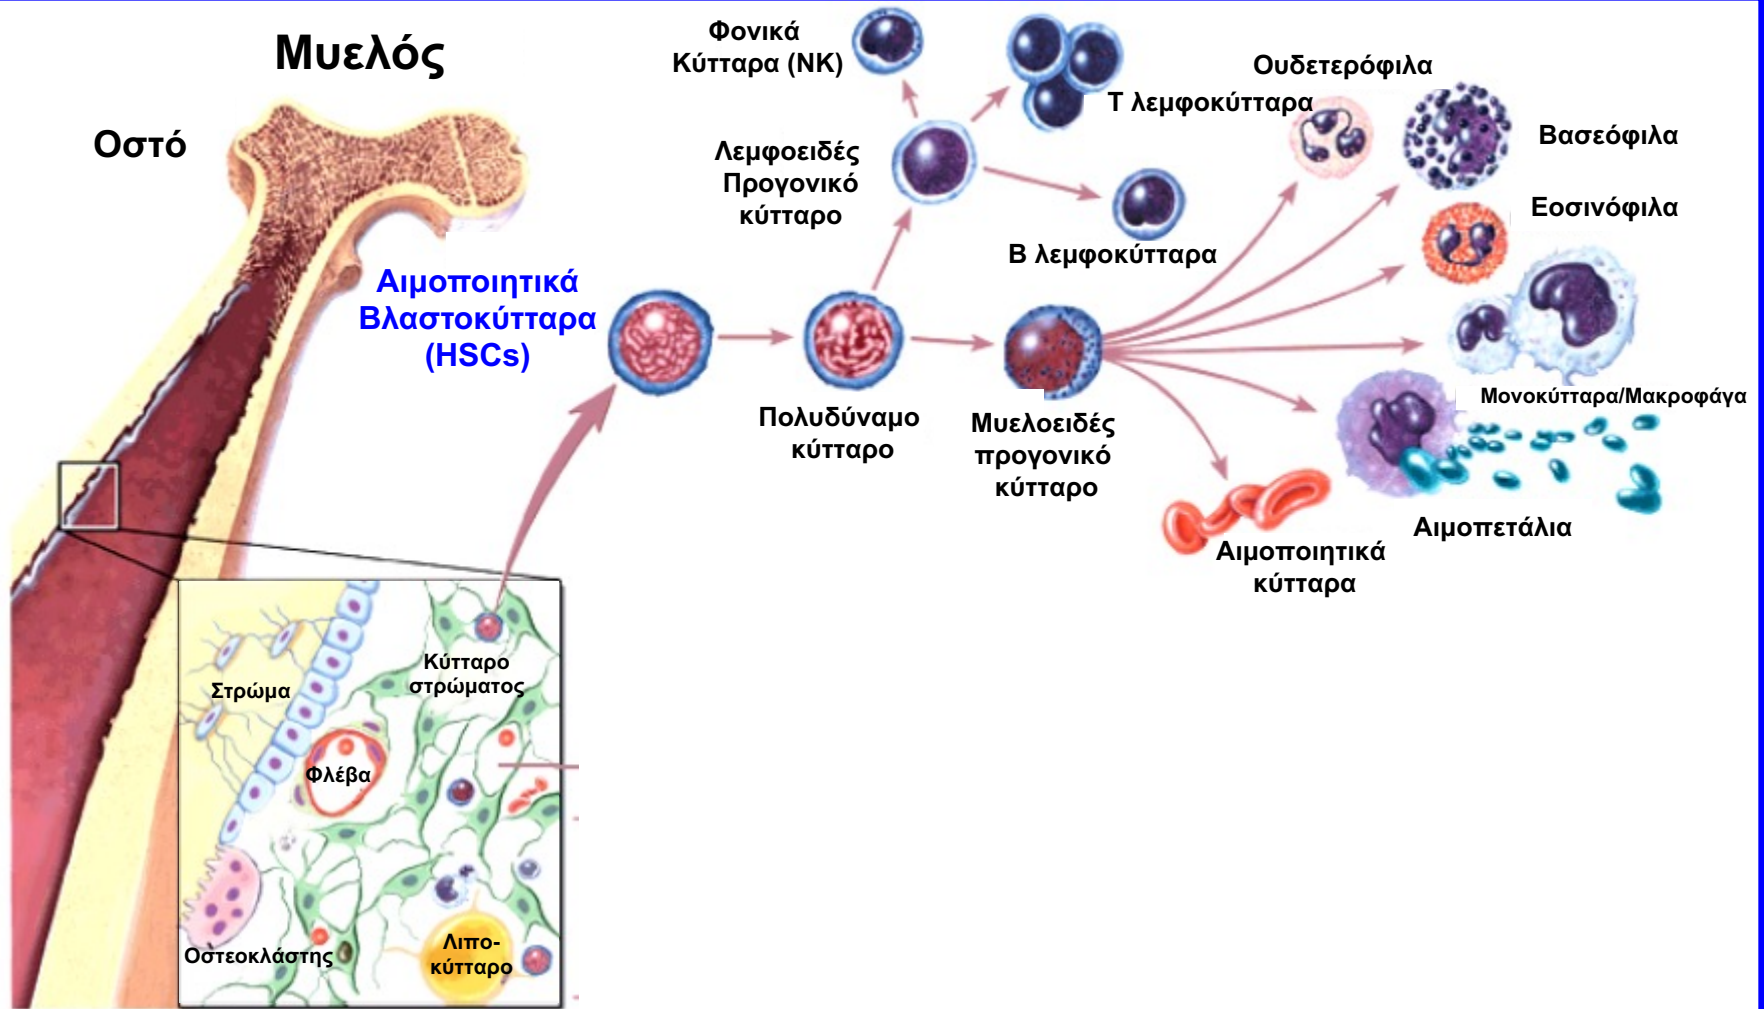 Μυελός
Οστό
Φονικά
Κύτταρα (NK)
Τ λεμφοκύτταρα
Ουδετερόφιλα
Βασεόφιλα
Εοσινόφιλα
Λεμφοειδές
Προγονικό
κύτταρο
Β λεμφοκύτταρα
Αιμοποιητικά
Βλαστοκύτταρα
(HSCs)
Πολυδύναμο
κύτταρο
Μυελοειδές
προγονικό
κύτταρο
Μονοκύτταρα/Μακροφάγα
Αιμοπετάλια
Αιμοποιητικά
κύτταρα
Στρώμα
Κύτταρο
στρώματος
Φλέβα
Οστεοκλάστης
Λιπο-
κύτταρο